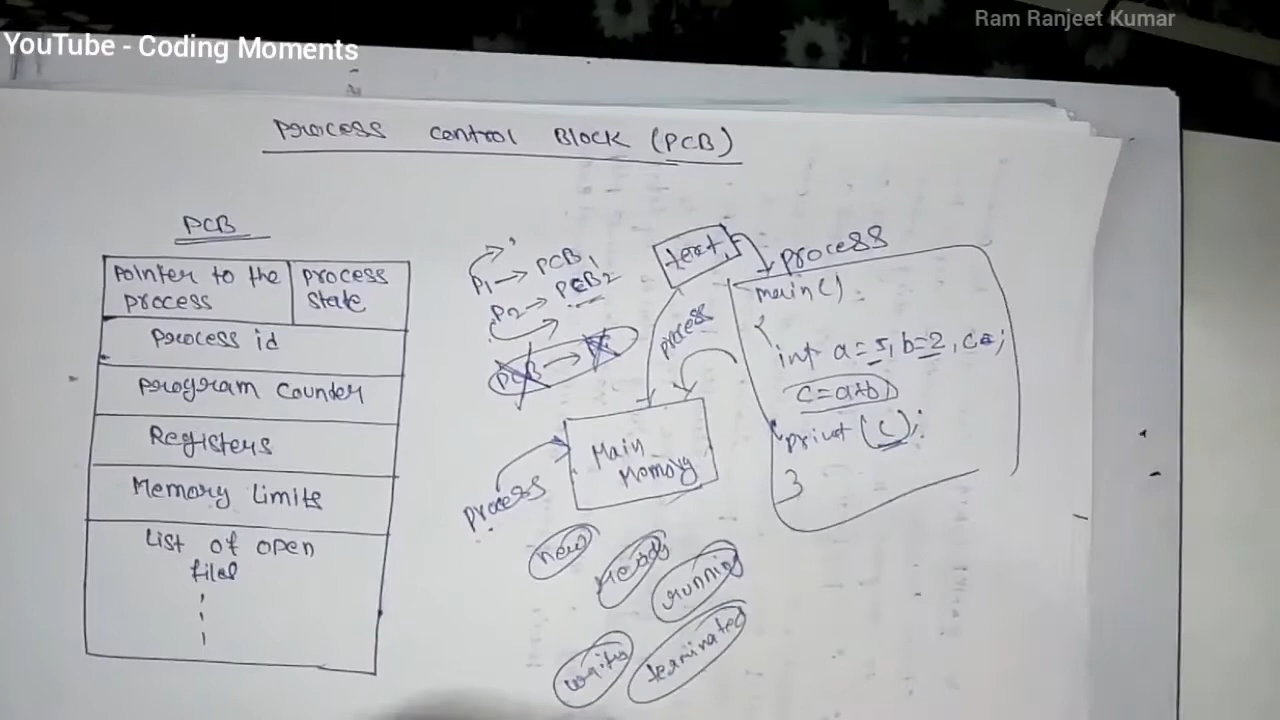 Ram Ranjeet Kumar
YouTube - Coding Moments
Process Control Block (PCB)
PCB
Pointer to the process
Process State
Process id
Program Counter
Registers
Memory Limits
List of open
files
P1 → PCB1
P2 → PCB2
PCB →
text
process
process
main()
{
int a=5, b=2, c;
c=a+b
print(c);
}
Main
Memory
process
new
ready
running
waiting
terminated